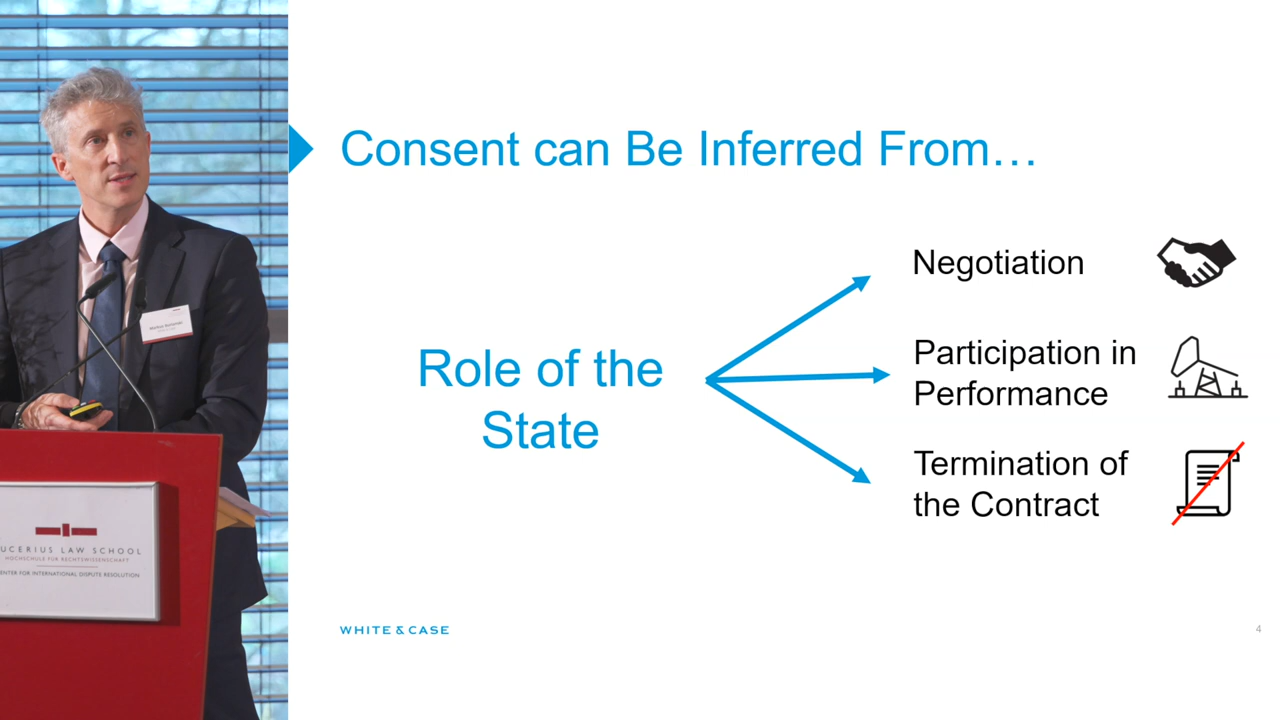 Consent can Be Inferred From…
Role of the
State
Negotiation
Participation in
Performance
Termination of
the Contract
WHITE & CASE
4
UCERIUS LAW SCHOOL
HOCHSCHULE FÜR RECHTSWISSENSCHAFT
ENTER FOR INTERNATIONAL DISPUTE RESOLUTION